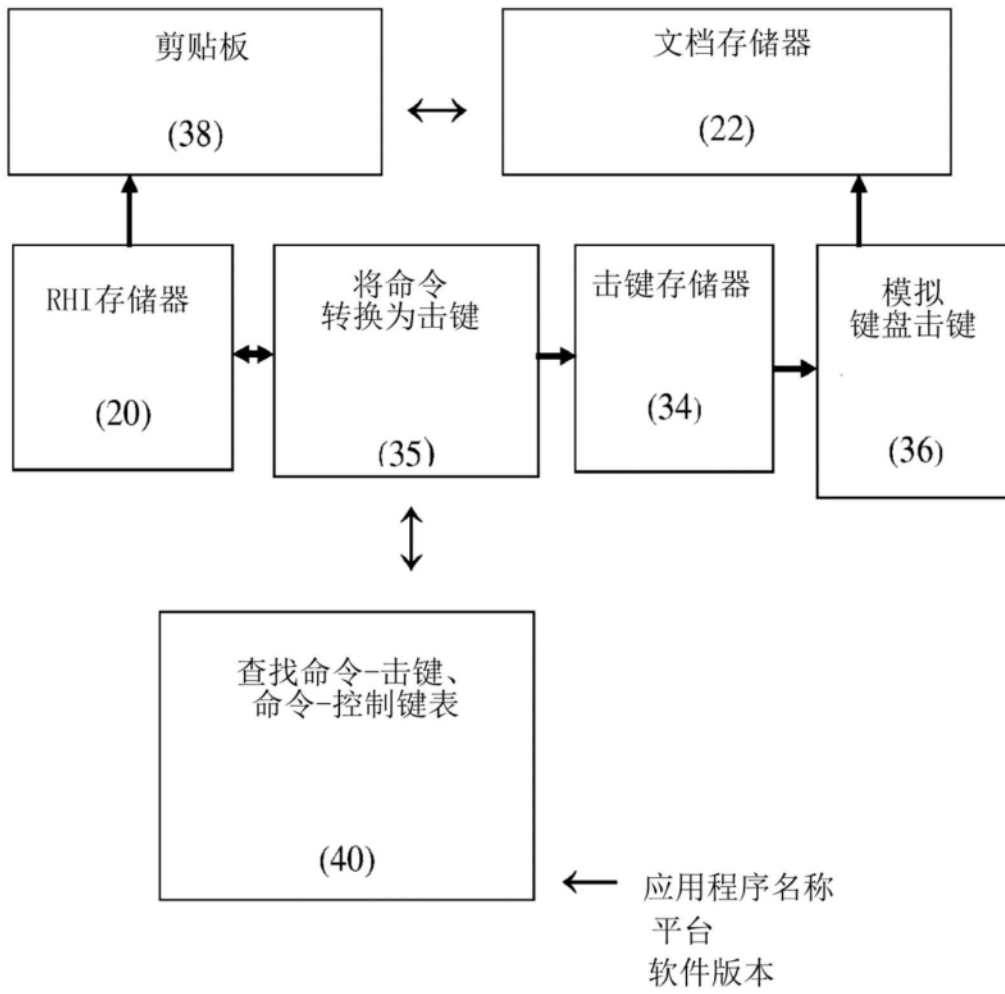 剪贴板
(38)
文档存储器
(22)
RHI存储器
(20)
将命令
转换为击键
(35)
击键存储器
(34)
模拟
键盘击键
(36)
查找命令-击键、
命令-控制键表
(40)
应用程序名称
平台
软件版本